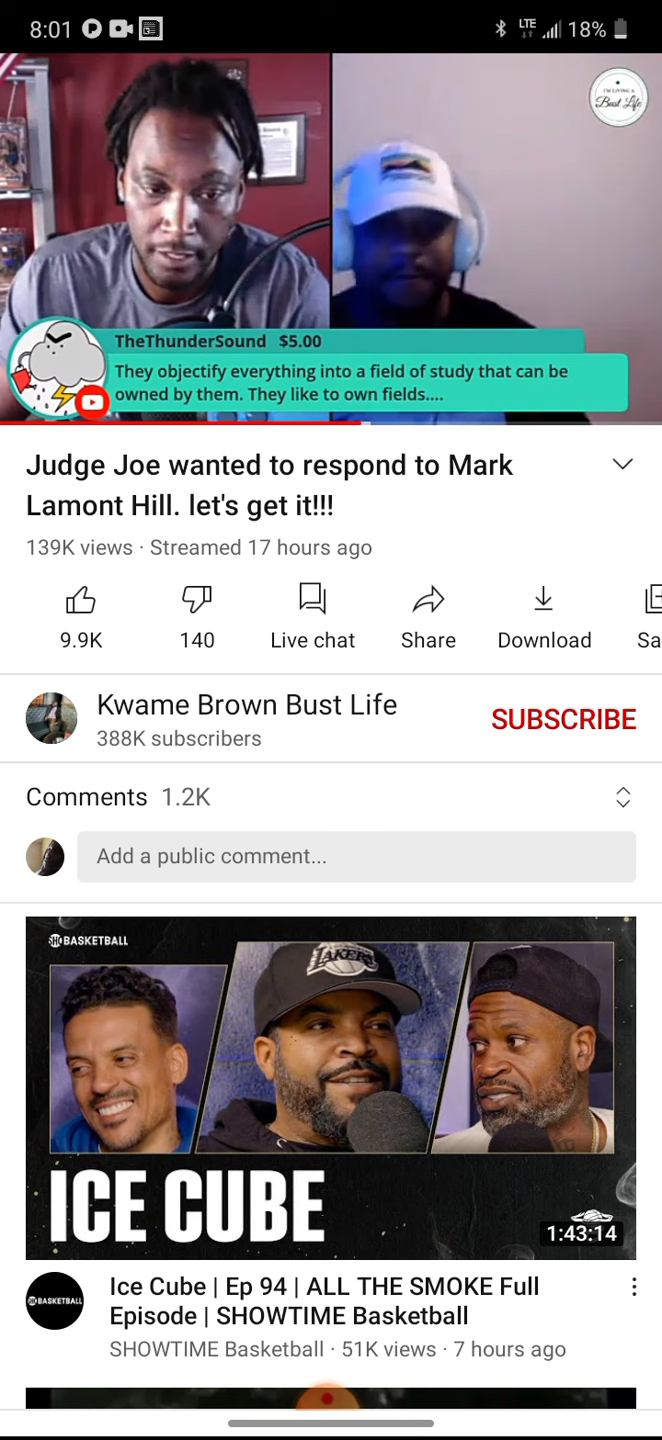 8:01
LTE
18%
I'M LIVING A
Bust Life
TheThunderSound $5.00
They objectify everything into a field of study that can be
owned by them. They like to own fields....
Judge Joe wanted to respond to Mark
Lamont Hill. let's get it!!!
139K views · Streamed 17 hours ago
9.9K
140
Live chat
Share
Download
Sa
Kwame Brown Bust Life
388K subscribers
SUBSCRIBE
Comments 1.2K
Add a public comment...
SHO BASKETBALL
LAKERS
ICE CUBE
1:43:14
SHO BASKETBALL
Ice Cube | Ep 94 | ALL THE SMOKE Full
Episode | SHOWTIME Basketball
SHOWTIME Basketball · 51K views · 7 hours ago